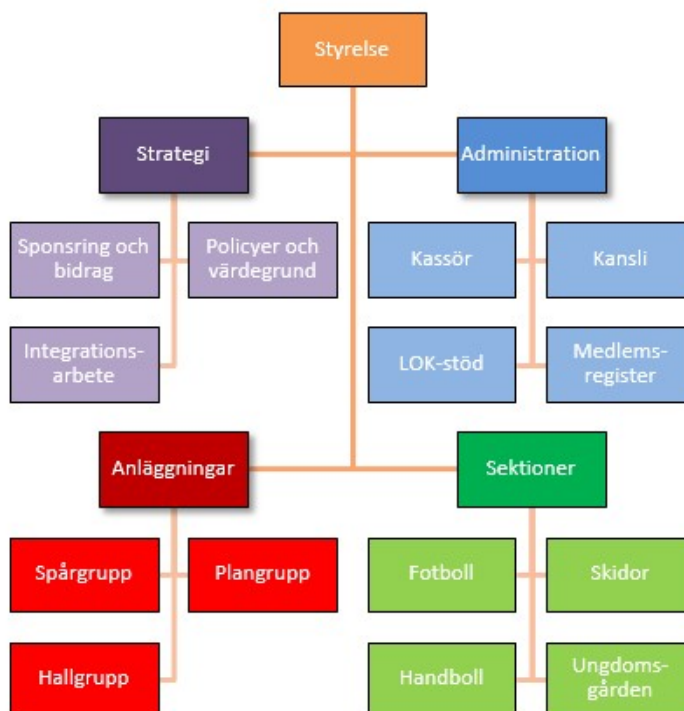 Styrelse
Strategi
Administration
Sponsring och
bidrag
Policyer och
värdegrund
Kassör
Kansli
Integrations-
arbete
LOK-stöd
Medlems-
register
Anläggningar
Sektioner
Spårgrupp
Plangrupp
Fotboll
Skidor
Hallgrupp
Handboll
Ungdoms-
gården